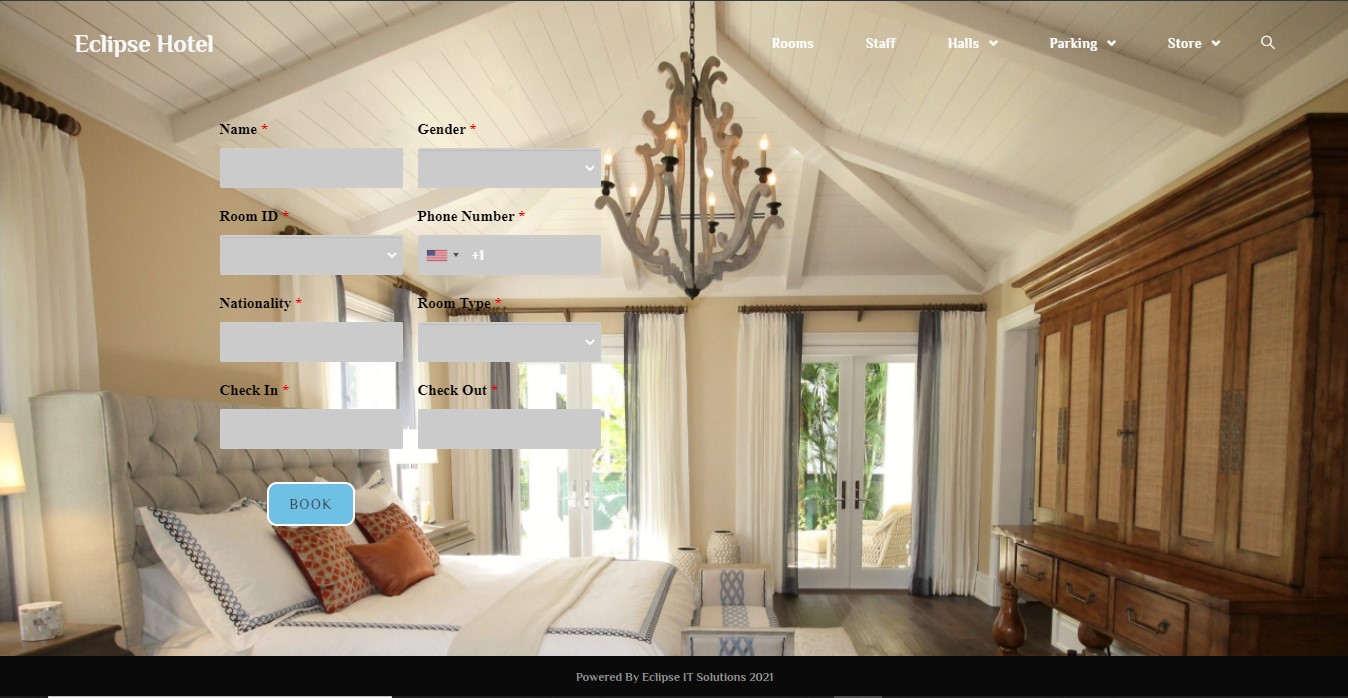 Eclipse Hotel
Rooms Staff Halls Parking Store
Name * Gender *
Room ID * Phone Number *
+1
Nationality * Room Type *
Check In * Check Out *
BOOK
Powered By Eclipse IT Solutions 2021